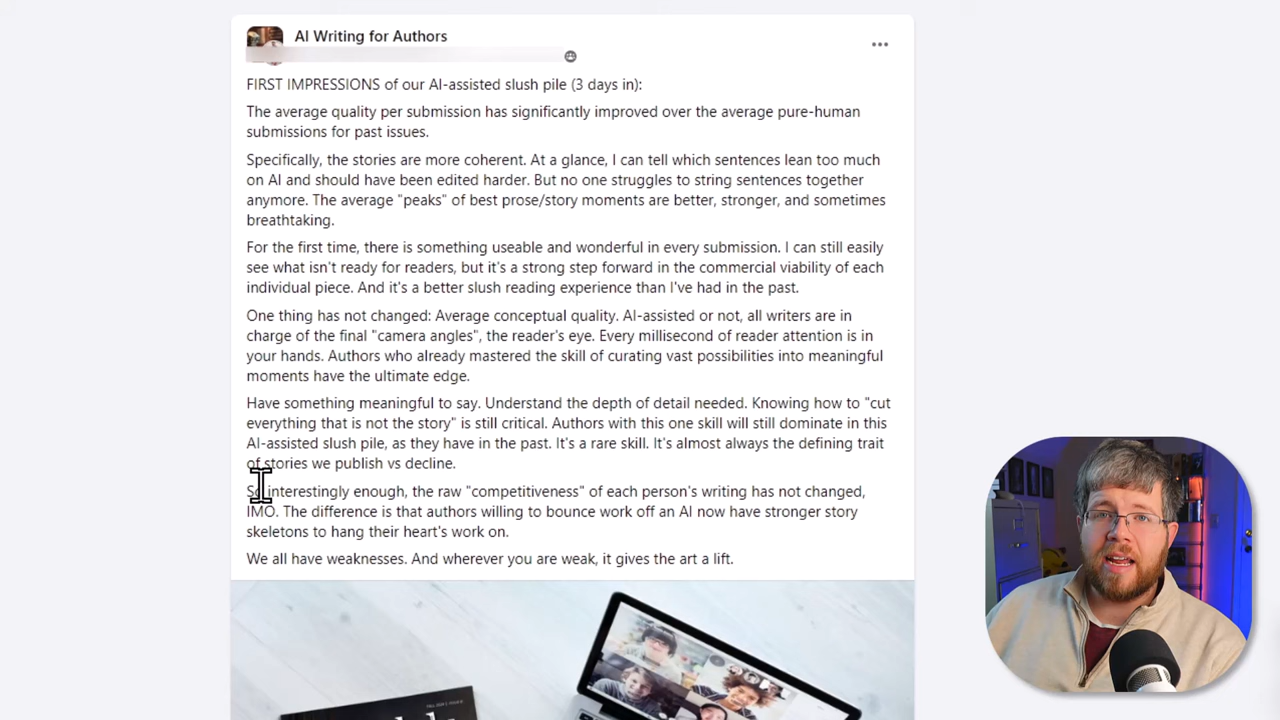 AI Writing for Authors
FIRST IMPRESSIONS of our AI-assisted slush pile (3 days in):
The average quality per submission has significantly improved over the average pure-human
submissions for past issues.
Specifically, the stories are more coherent. At a glance, I can tell which sentences lean too much
on AI and should have been edited harder. But no one struggles to string sentences together
anymore. The average "peaks" of best prose/story moments are better, stronger, and sometimes
breathtaking.
For the first time, there is something useable and wonderful in every submission. I can still easily
see what isn't ready for readers, but it's a strong step forward in the commercial viability of each
individual piece. And it's a better slush reading experience than I've had in the past.
One thing has not changed: Average conceptual quality. AI-assisted or not, all writers are in
charge of the final "camera angles", the reader's eye. Every millisecond of reader attention is in
your hands. Authors who already mastered the skill of curating vast possibilities into meaningful
moments have the ultimate edge.
Have something meaningful to say. Understand the depth of detail needed. Knowing how to "cut
everything that is not the story" is still critical. Authors with this one skill will still dominate in this
AI-assisted slush pile, as they have in the past. It's a rare skill. It's almost always the defining trait
of stories we publish vs decline.
So interestingly enough, the raw "competitiveness" of each person's writing has not changed,
IMO. The difference is that authors willing to bounce work off an AI now have stronger story
skeletons to hang their heart's work on.
We all have weaknesses. And wherever you are weak, it gives the art a lift.